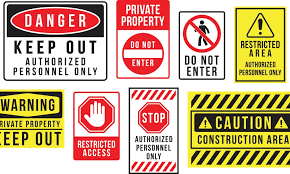 DANGER
KEEP OUT
AUTHORIZED
PERSONNEL ONLY
PRIVATE
PROPERTY
DO NOT
ENTER
DO NOT
ENTER
RESTRICTED
AREA
AUTHORIZED
PERSONNEL ONLY
WARNING
PRIVATE PROPERTY
KEEP OUT
RESTRICTED
ACCESS
STOP
AUTHORIZED
PERSONNEL
ONLY
CAUTION
CONSTRUCTION AREA